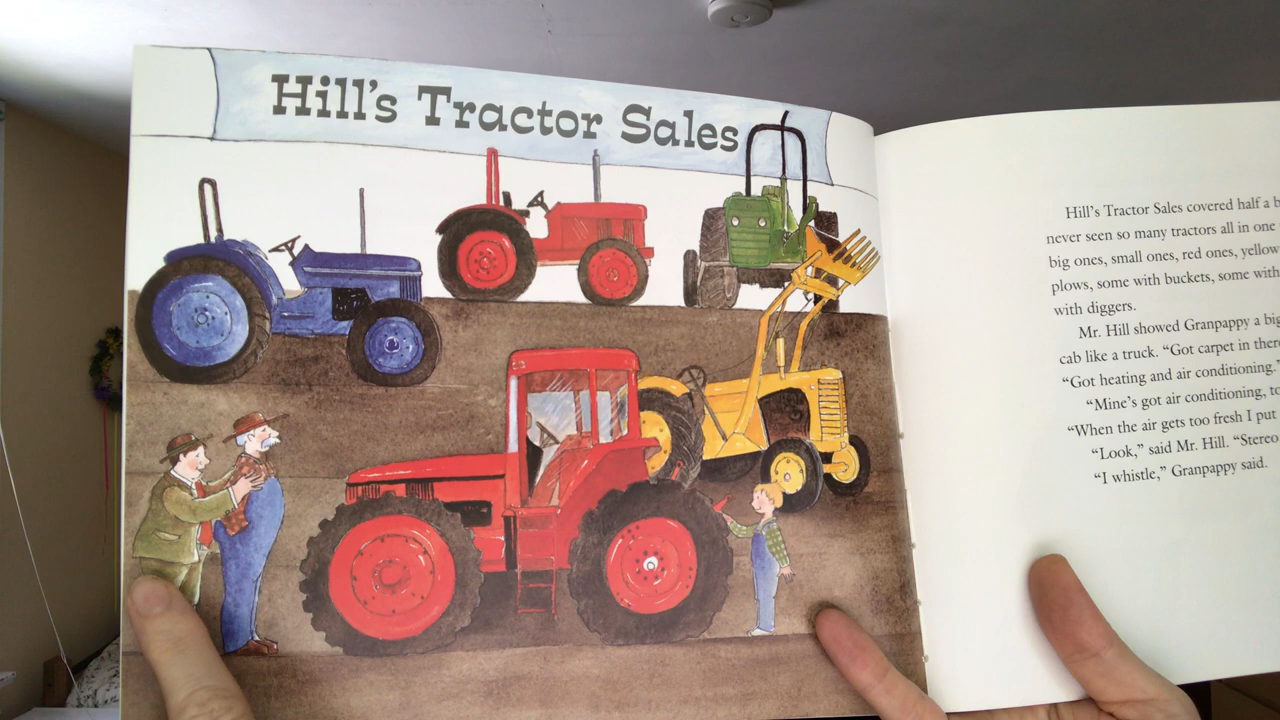 Hill's Tractor Sales
Hill's Tractor Sales covered half a
never seen so many tractors all in one
big ones, small ones, red ones, yellow
plows, some with buckets, some with
with diggers.
Mr. Hill showed Granpappy a big
cab like a truck. “Got carpet in there
“Got heating and air conditioning.”
“Mine's got air conditioning,
“When the air gets too fresh I put
“Look,” said Mr. Hill. “Stereo
“I whistle,” Granpappy said.